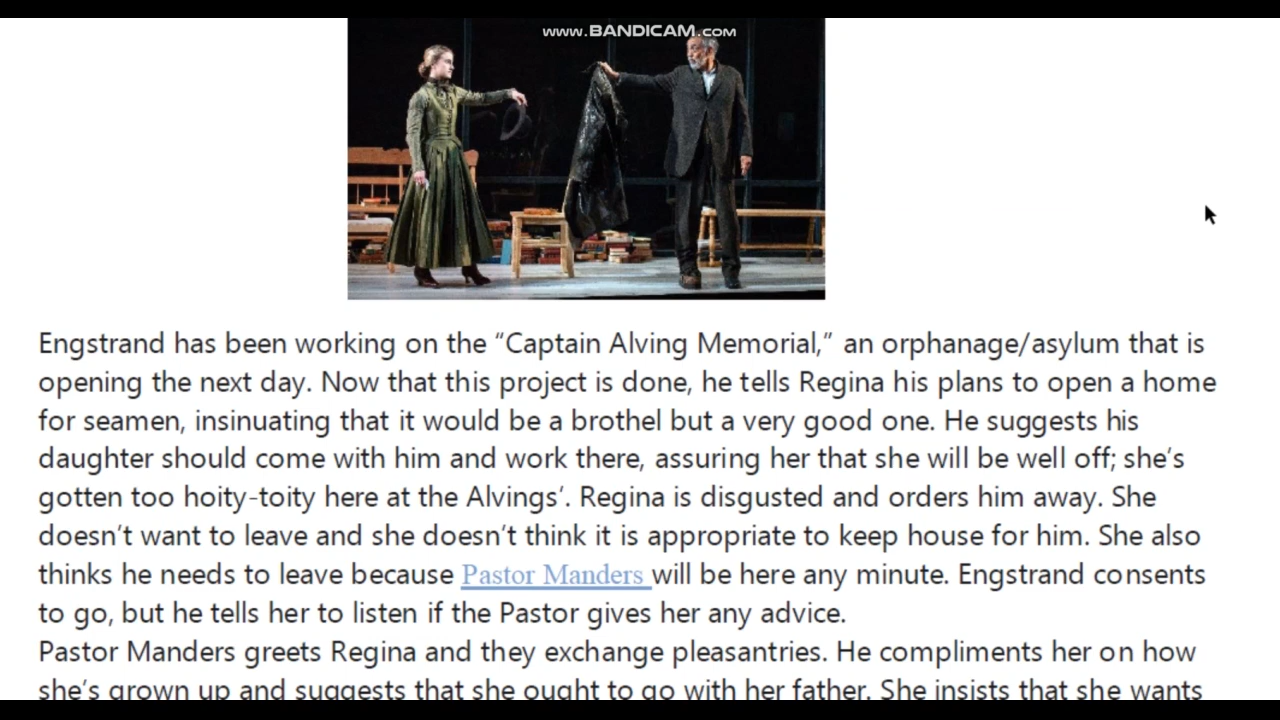 www.BANDICAM.com
Engstrand has been working on the “Captain Alving Memorial,” an orphanage/asylum that is
opening the next day. Now that this project is done, he tells Regina his plans to open a home
for seamen, insinuating that it would be a brothel but a very good one. He suggests his
daughter should come with him and work there, assuring her that she will be well off; she’s
gotten too hoity-toity here at the Alvings’. Regina is disgusted and orders him away. She
doesn’t want to leave and she doesn’t think it is appropriate to keep house for him. She also
thinks he needs to leave because Pastor Manders will be here any minute. Engstrand consents
to go, but he tells her to listen if the Pastor gives her any advice.
Pastor Manders greets Regina and they exchange pleasantries. He compliments her on how
she’s grown up and suggests that she ought to go with her father. She insists that she wants